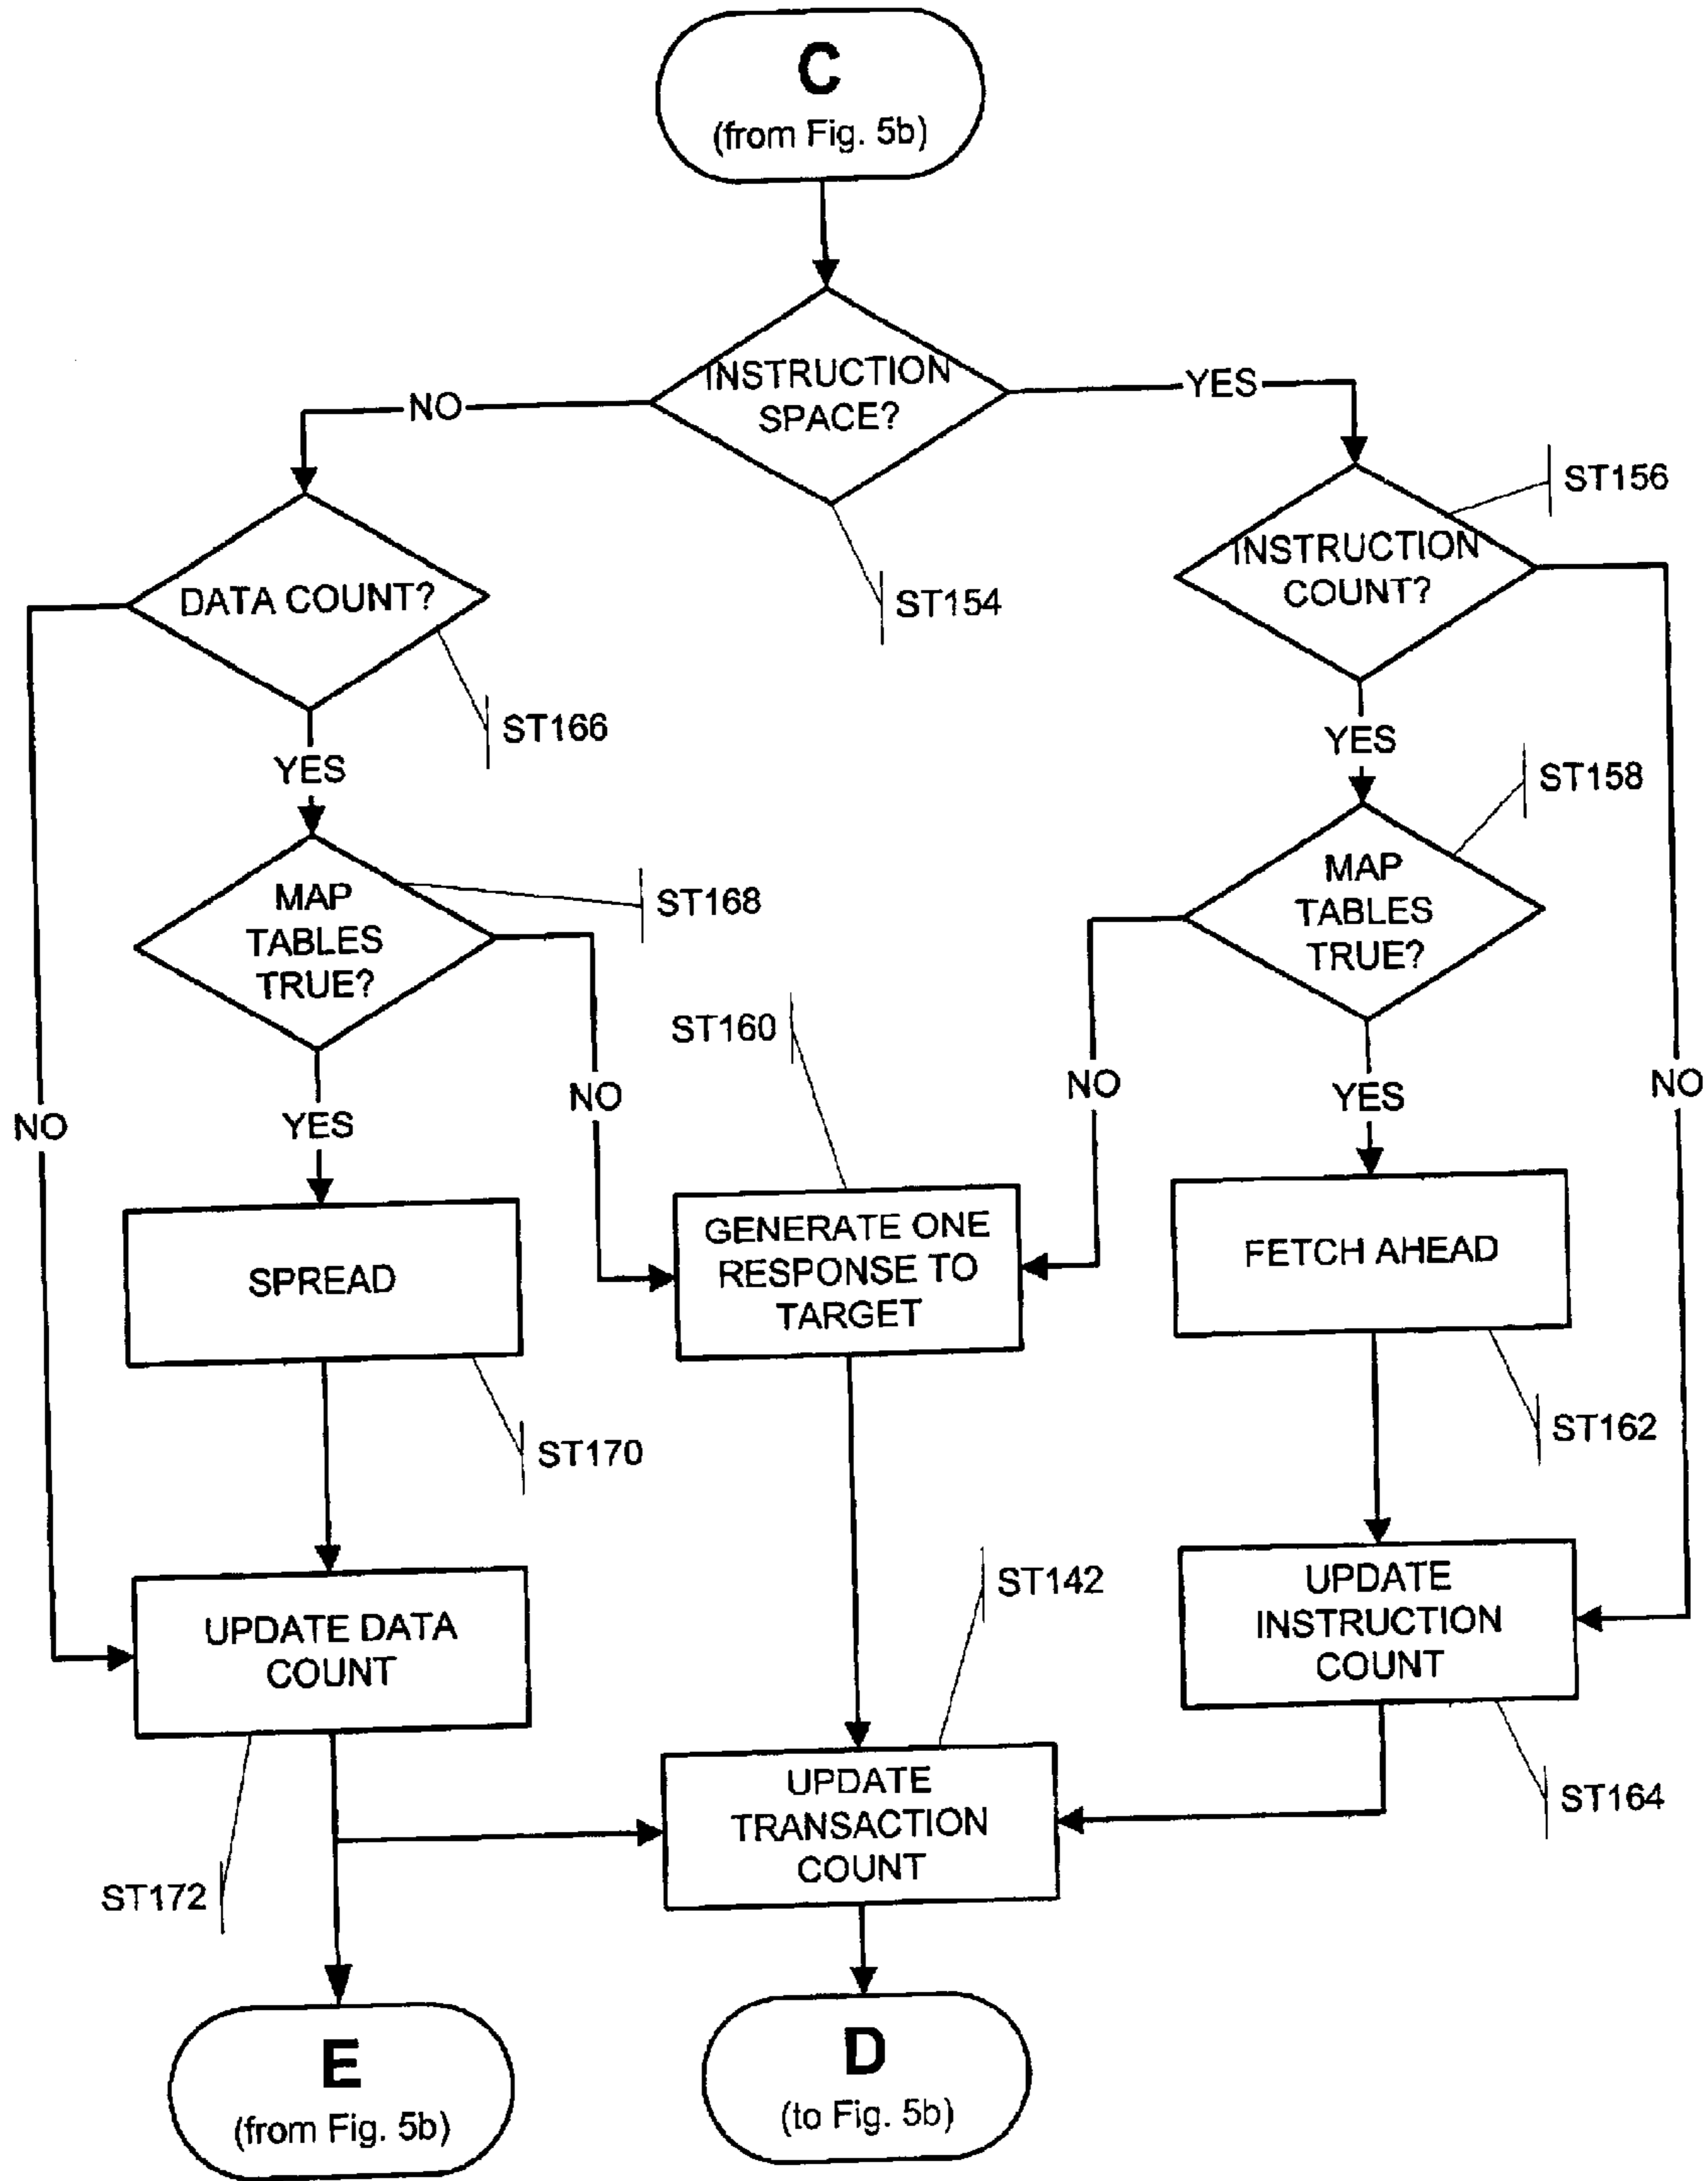 C
(from Fig. 5b)
INSTRUCTION
SPACE?
NO
YES
ST154
ST156
INSTRUCTION
COUNT?
DATA COUNT?
ST166
YES
YES
ST158
MAP
TABLES
TRUE?
ST168
MAP
TABLES
TRUE?
ST160
NO
YES
NO
NO
YES
NO
SPREAD
GENERATE ONE
RESPONSE TO
TARGET
FETCH AHEAD
ST170
ST162
UPDATE DATA
COUNT
ST142
UPDATE
INSTRUCTION
COUNT
ST172
UPDATE
TRANSACTION
COUNT
ST164
E
(from Fig. 5b)
D
(to Fig. 5b)